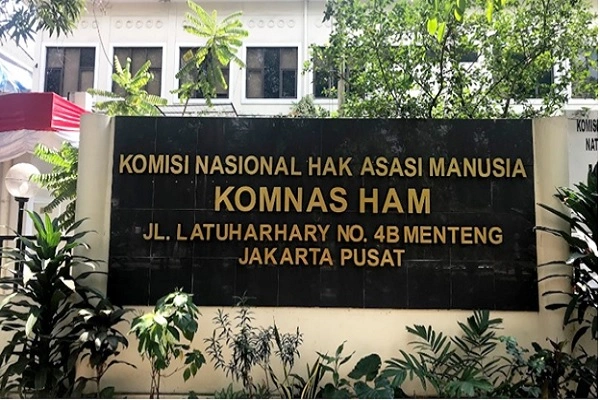 KOMISI NASIONAL HAK ASASI MANUSIA
KOMNAS HAM
JL. LATUHARHARY NO. 4B MENTENG
JAKARTA PUSAT